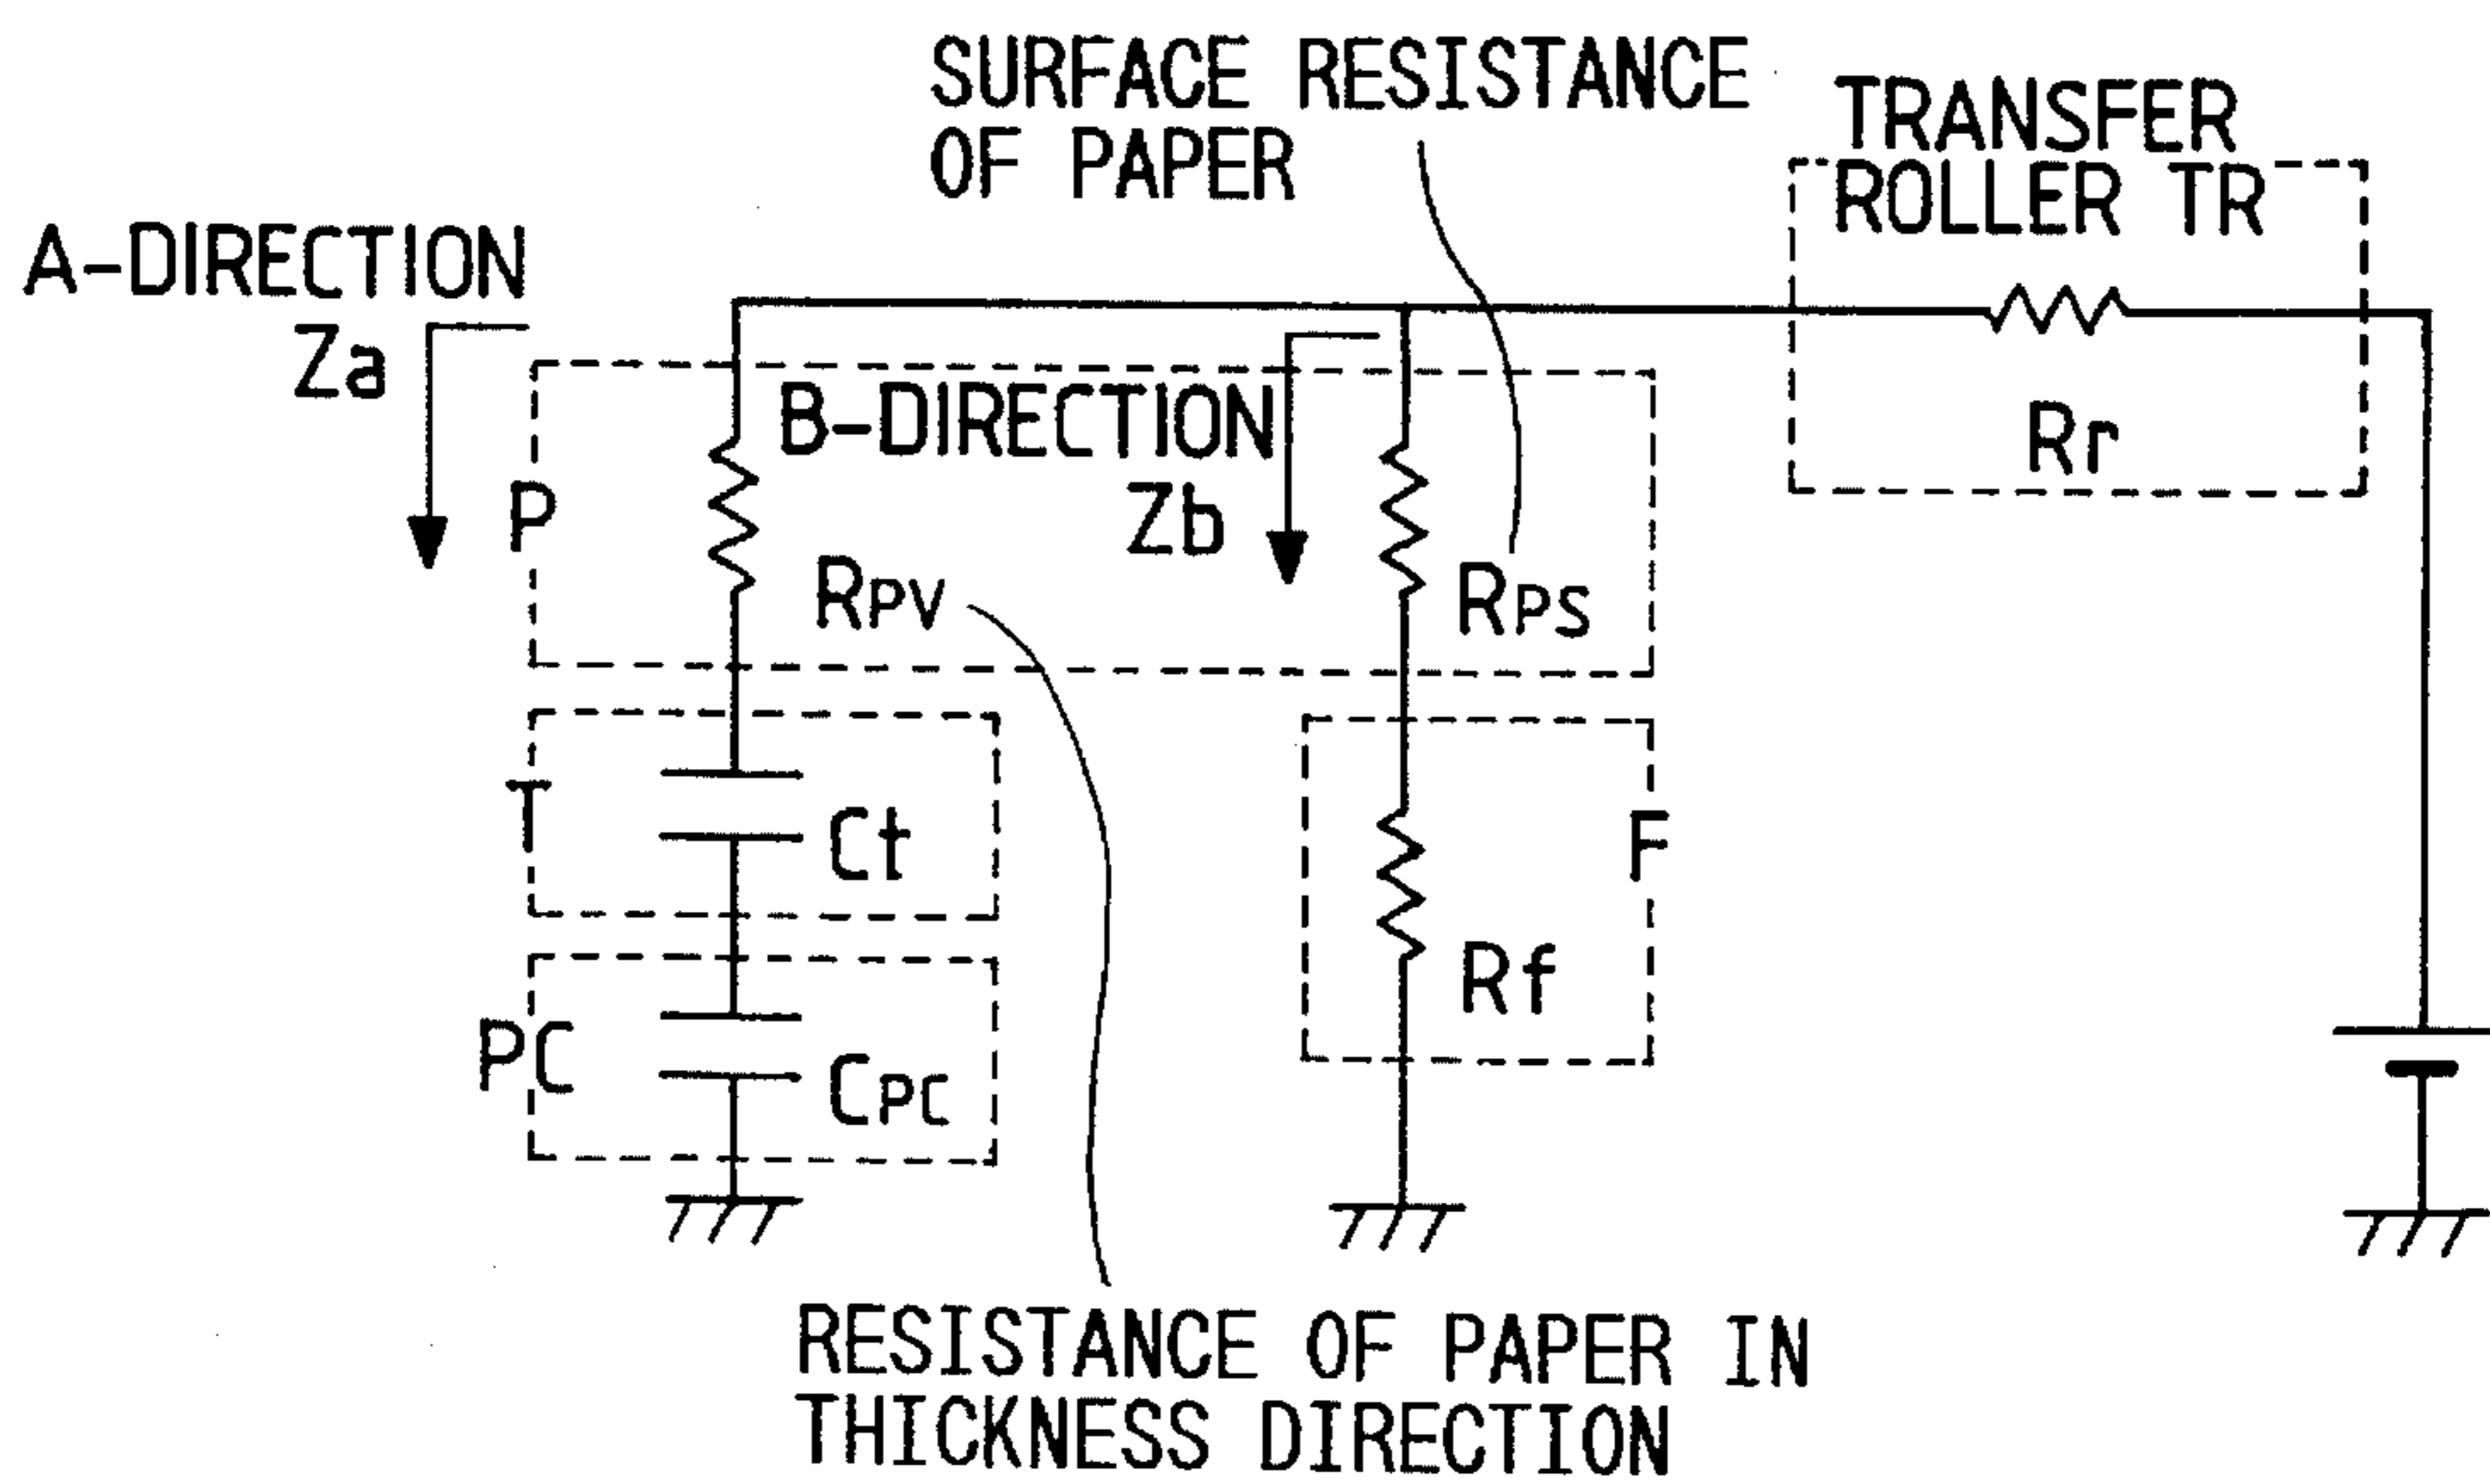 SURFACE RESISTANCE
OF PAPER
TRANSFER
ROLLER TR
A-DIRECTION
Za
B-DIRECTION
Zb
Rr
P
RPV
RPS
T
Ct
F
Rf
PC
CPC
RESISTANCE OF PAPER IN
THICKNESS DIRECTION